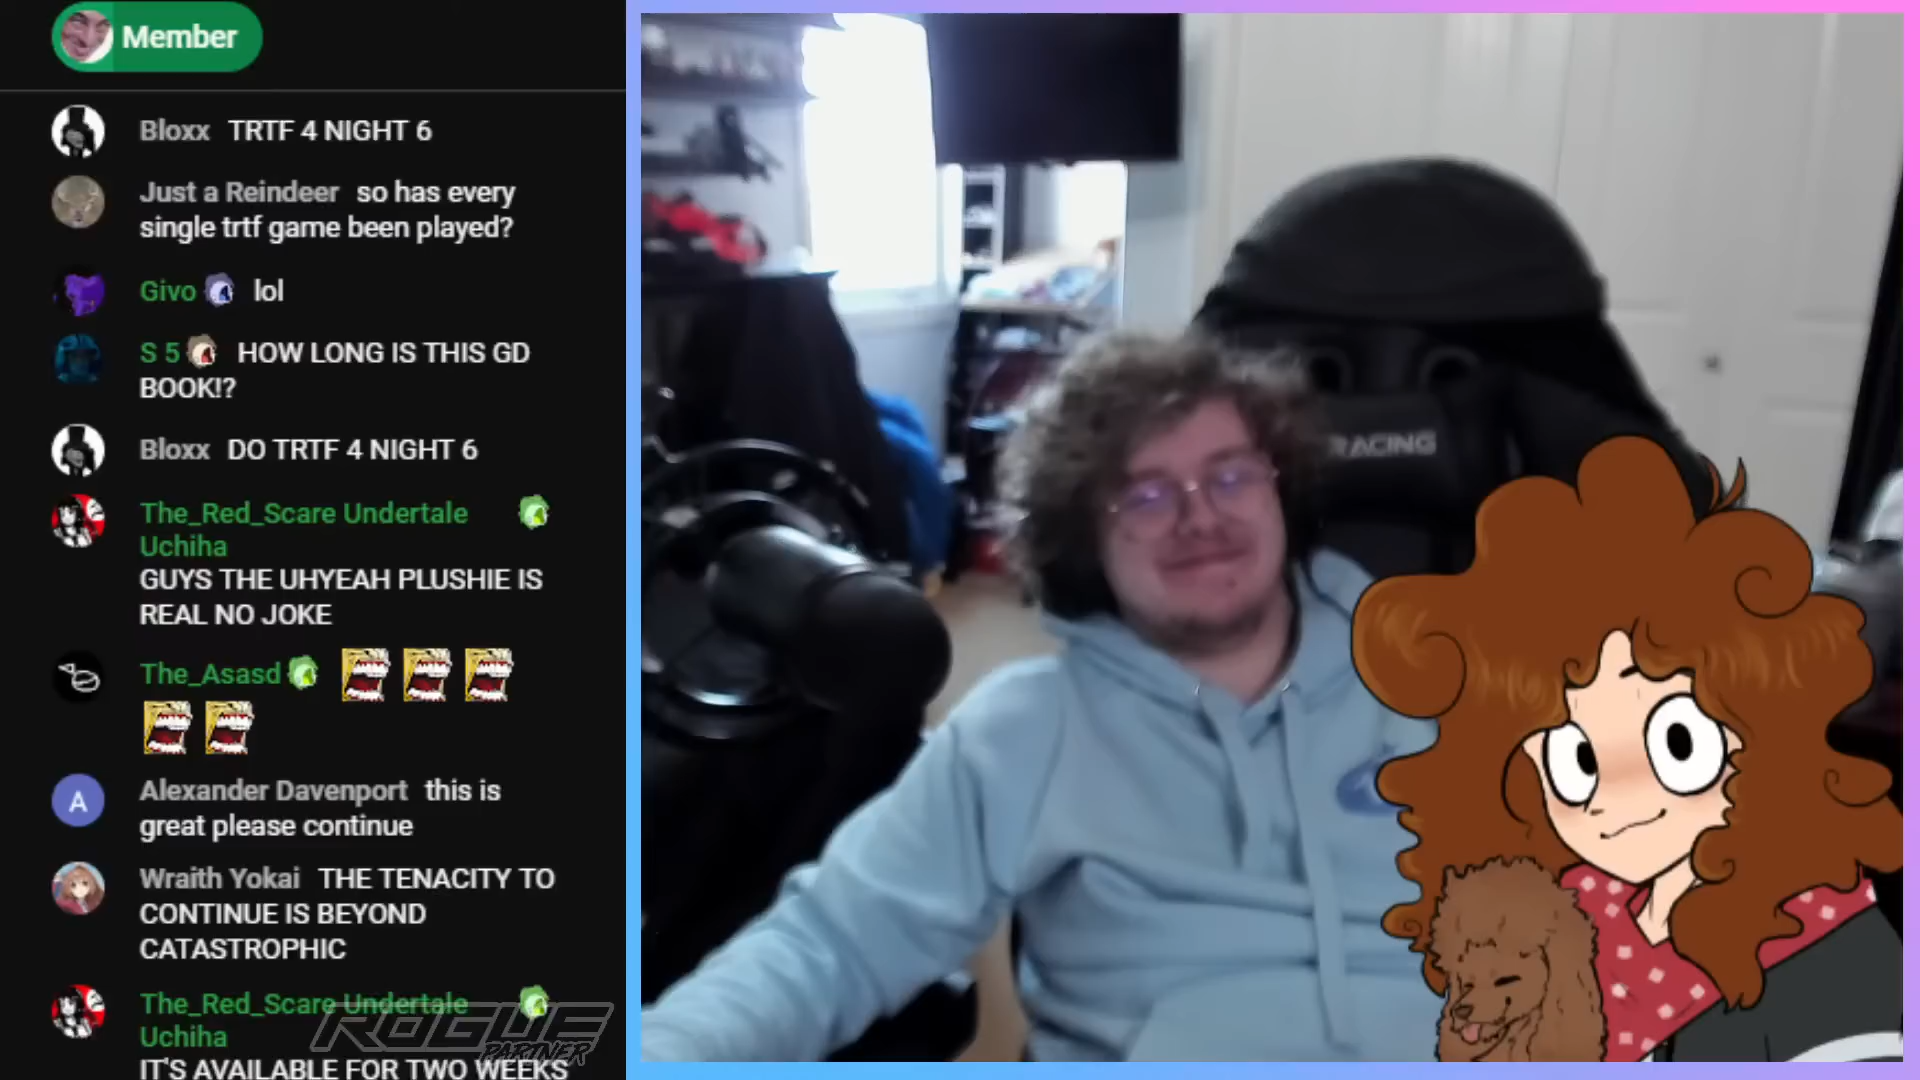 Member
Bloxx TRTF 4 NIGHT 6
Just a Reindeer so has every
single trtf game been played?
Givo lol
S 5 HOW LONG IS THIS GD
BOOK!?
Bloxx DO TRTF 4 NIGHT 6
The_Red_Scare Undertale
Uchiha
GUYS THE UHYEAH PLUSHIE IS
REAL NO JOKE
The_Asasd
A Alexander Davenport this is
great please continue
Wraith Yokai THE TENACITY TO
CONTINUE IS BEYOND
CATASTROPHIC
The_Red_Scare Undertale
Uchiha
IT'S AVAILABLE FOR TWO WEEKS
ROGUE
PARTNER
RACING